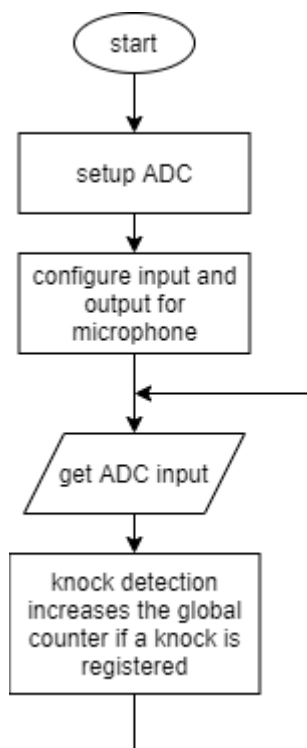 start
setup ADC
configure input and
output for
microphone
get ADC input
knock detection
increases the global
counter if a knock is
registered